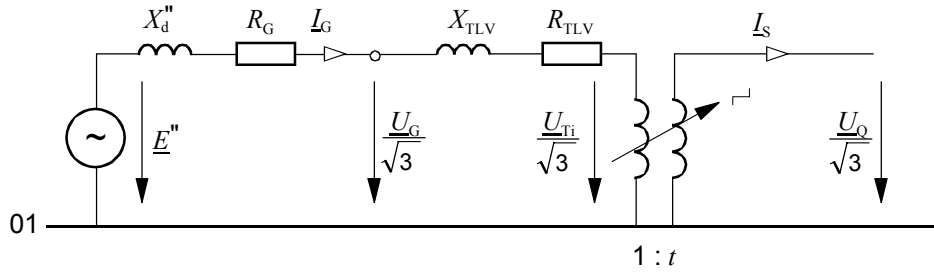 X"d RG IG XTLV RTLV IS
~ E" UG/√3 UTi/√3 UQ/√3
01
1 : t